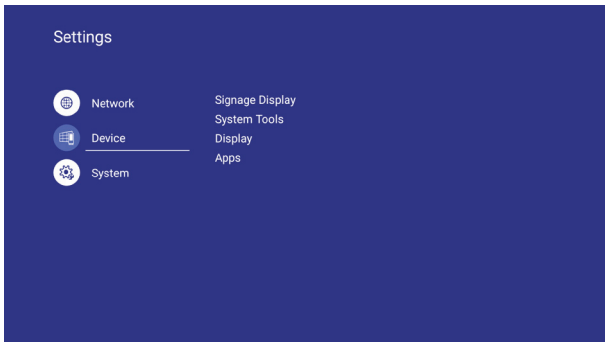 Settings
Network
Device
System
Signage Display
System Tools
Display
Apps